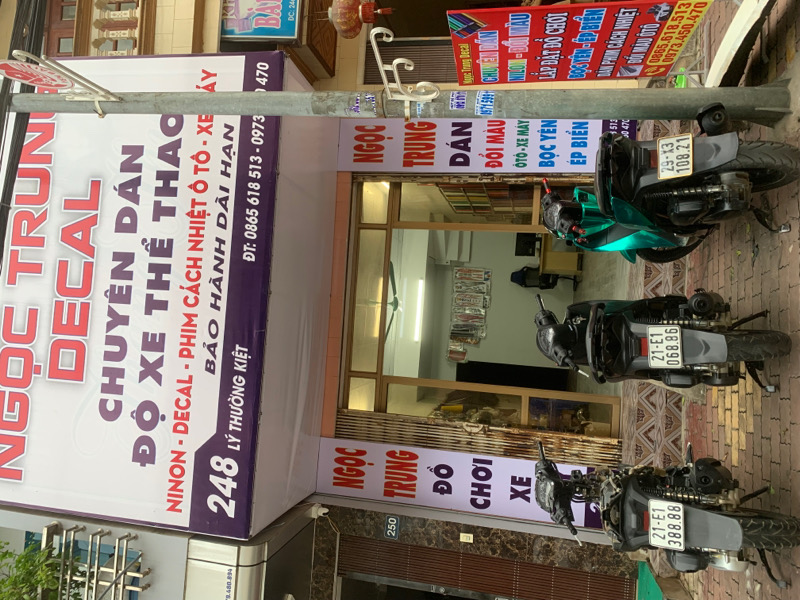 NGỌC TRUNG
DECAL
CHUYÊN DÁN
ĐỘ XE THỂ THAO
NINON - DECAL - PHIM CÁCH NHIỆT Ô TÔ - XE MÁY
BẢO HÀNH DÀI HẠN
248 LÝ THƯỜNG KIỆT
ĐT: 0865 618 513 - 0973 470
250
NGỌC
TRUNG
ĐỒ
CHƠI
XE
NGỌC
TRUNG
DÁN
ĐỔI MÀU
ÔTÔ-XE MÁY
BỌC YÊN
ÉP BIỂN
Ngọc Trung Decal
CHUYÊN DÁN
NILON - ĐỔI MÀU
LẮP ĐẶT ĐỒ CHƠI
BỌC YÊN - ÉP BIỂN
DÁN PHIM CÁCH NHIỆT
ĐỔI MÀU ÔTÔ
0865.618.513
0973.450.470
21-E1
388.88
21-E1
068.86
29-X3
108.21